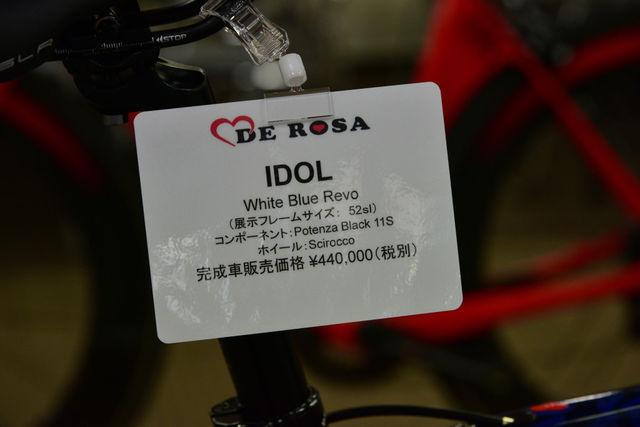 SLR
STOP
DE ROSA
IDOL
White Blue Revo
(展示フレームサイズ： 52sl)
コンポーネント：Potenza Black 11S
ホイール：Scirocco
完成車販売価格 ¥440,000（税別）